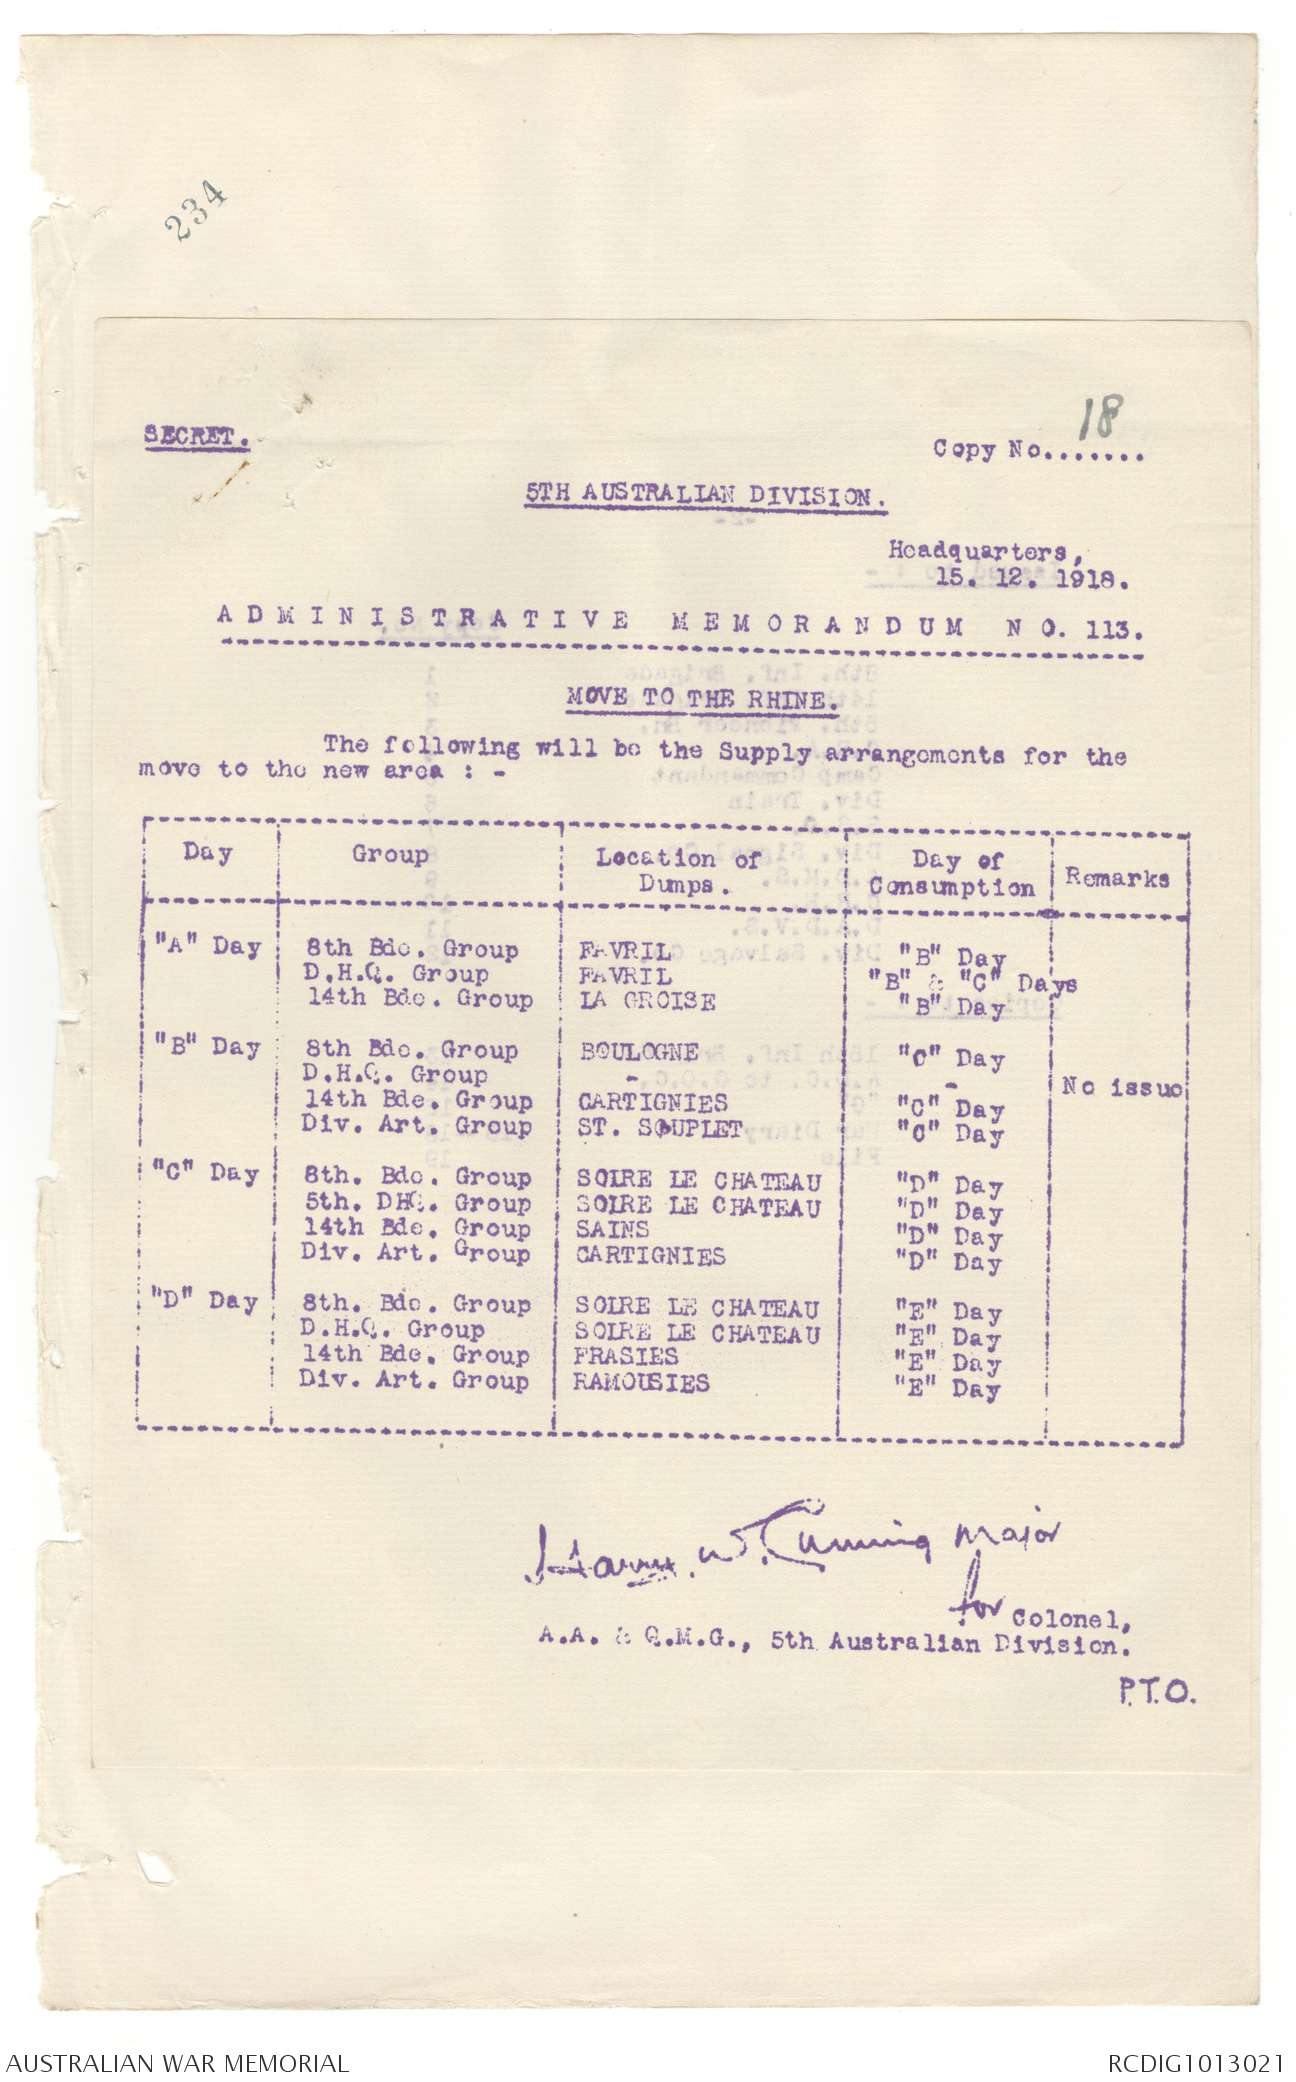 234
SECRET.
Copy No....... 18
5TH AUSTRALIAN DIVISION.
Headquarters,
15. 12. 1918.
ADMINISTRATIVE MEMORANDUM NO. 113.
MOVE TO THE RHINE.
The following will be the Supply arrangements for the
move to the new area : -
Day Group Location of Dumps. Day of Consumption Remarks
"A" Day 8th Bde. Group FAVRIL "B" Day
D.H.Q. Group FAVRIL "B" & "C" Days
14th Bde. Group LA GROISE "B" Day
"B" Day 8th Bde. Group BOULOGNE "C" Day
D.H.Q. Group - - No issue
14th Bde. Group CARTIGNIES "C" Day
Div. Art. Group ST. SOUPLET "C" Day
"C" Day 8th. Bde. Group SOIRE LE CHATEAU "D" Day
5th. DHQ. Group SOIRE LE CHATEAU "D" Day
14th Bde. Group SAINS "D" Day
Div. Art. Group CARTIGNIES "D" Day
"D" Day 8th. Bde. Group SOIRE LE CHATEAU "E" Day
D.H.Q. Group SOIRE LE CHATEAU "E" Day
14th Bde. Group FRASIES "E" Day
Div. Art. Group RAMOUSIES "E" Day
Harry. W. Cuming Major
for Colonel,
A.A. & Q.M.G., 5th Australian Division.
P.T.O.
AUSTRALIAN WAR MEMORIAL
RCDIG1013021